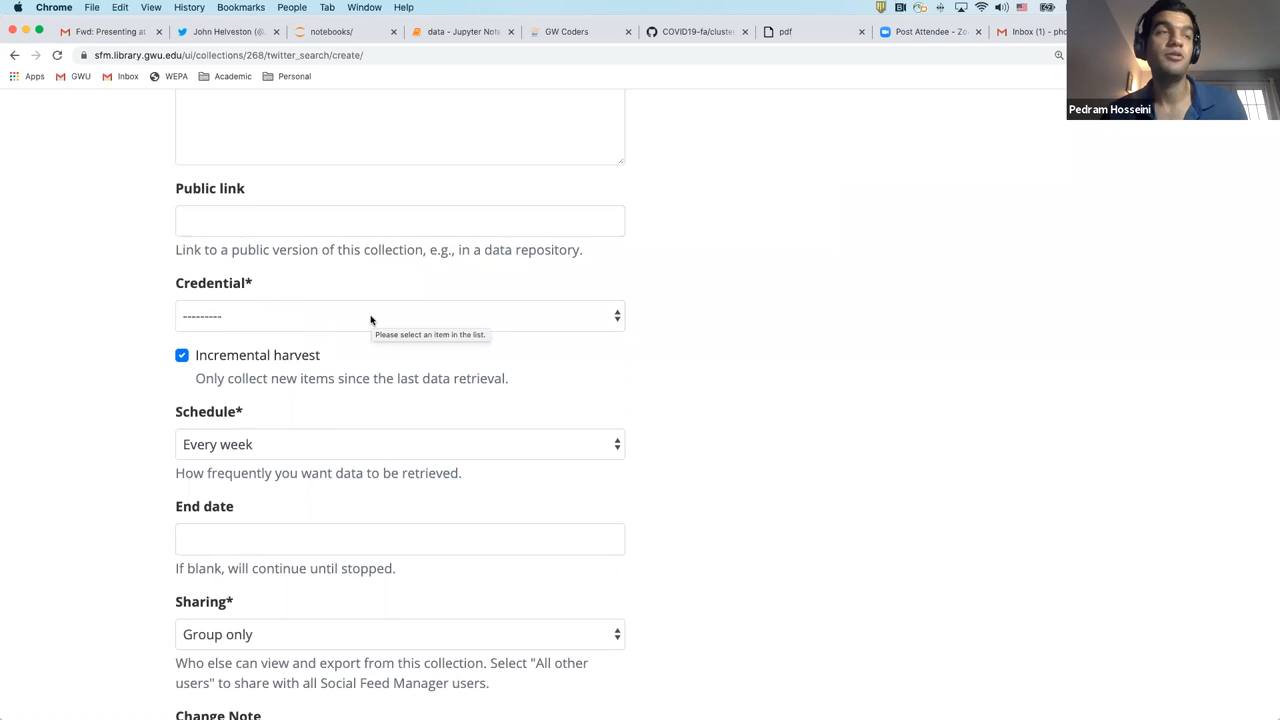 Chrome File Edit View History Bookmarks People Tab Window Help
Fwd: Presenting at
John Helveston (@
notebooks/
data - Jupyter Note
GW Coders
COVID19-fa/cluste
pdf
Post Attendee - Zo
Inbox (1) - ph
sfm.library.gwu.edu/ui/collections/268/twitter_search/create/
Apps GWU Inbox WEPA Academic Personal
Pedram Hosseini
Public link
Link to a public version of this collection, e.g., in a data repository.
Credential*
---------
Please select an item in the list.
Incremental harvest
Only collect new items since the last data retrieval.
Schedule*
Every week
How frequently you want data to be retrieved.
End date
If blank, will continue until stopped.
Sharing*
Group only
Who else can view and export from this collection. Select "All other
users" to share with all Social Feed Manager users.
Change Note